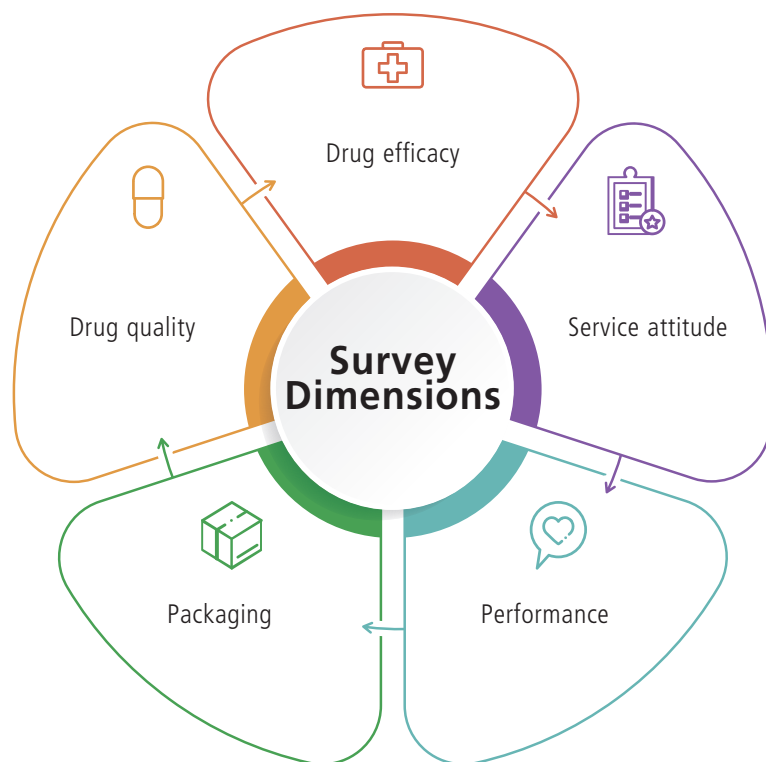 Drug efficacy
Service attitude
Drug quality
Survey
Dimensions
Packaging
Performance